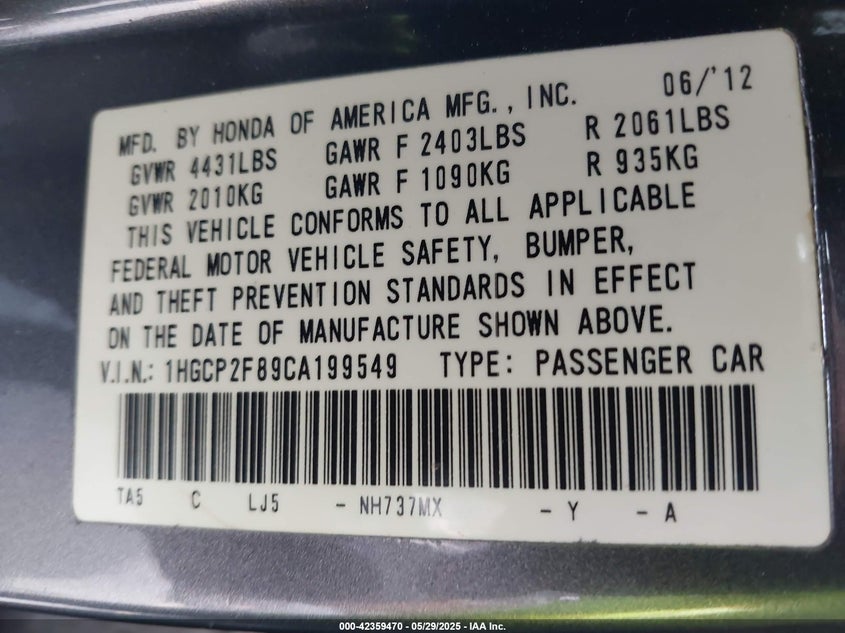 06/'12
MFD. BY HONDA OF AMERICA MFG., INC.
GVWR 4431LBS GAWR F 2403LBS R 2061LBS
GVWR 2010KG GAWR F 1090KG R 935KG
THIS VEHICLE CONFORMS TO ALL APPLICABLE
FEDERAL MOTOR VEHICLE SAFETY, BUMPER,
AND THEFT PREVENTION STANDARDS IN EFFECT
ON THE DATE OF MANUFACTURE SHOWN ABOVE.
V.I.N.: 1HGCP2F89CA199549 TYPE: PASSENGER CAR
TA5 C LJ5 - NH737MX - Y - A
000-42359470 - 05/29/2025 - IAA Inc.